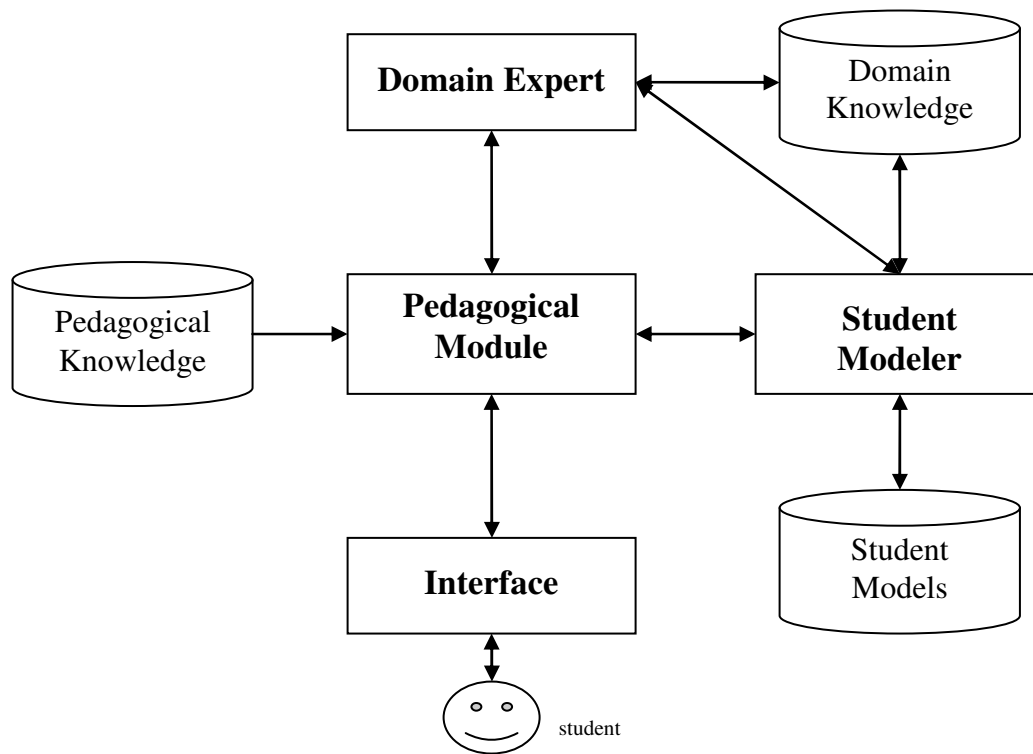 Domain Expert
Domain
Knowledge
Pedagogical
Knowledge
Pedagogical
Module
Student
Modeler
Interface
Student
Models
student